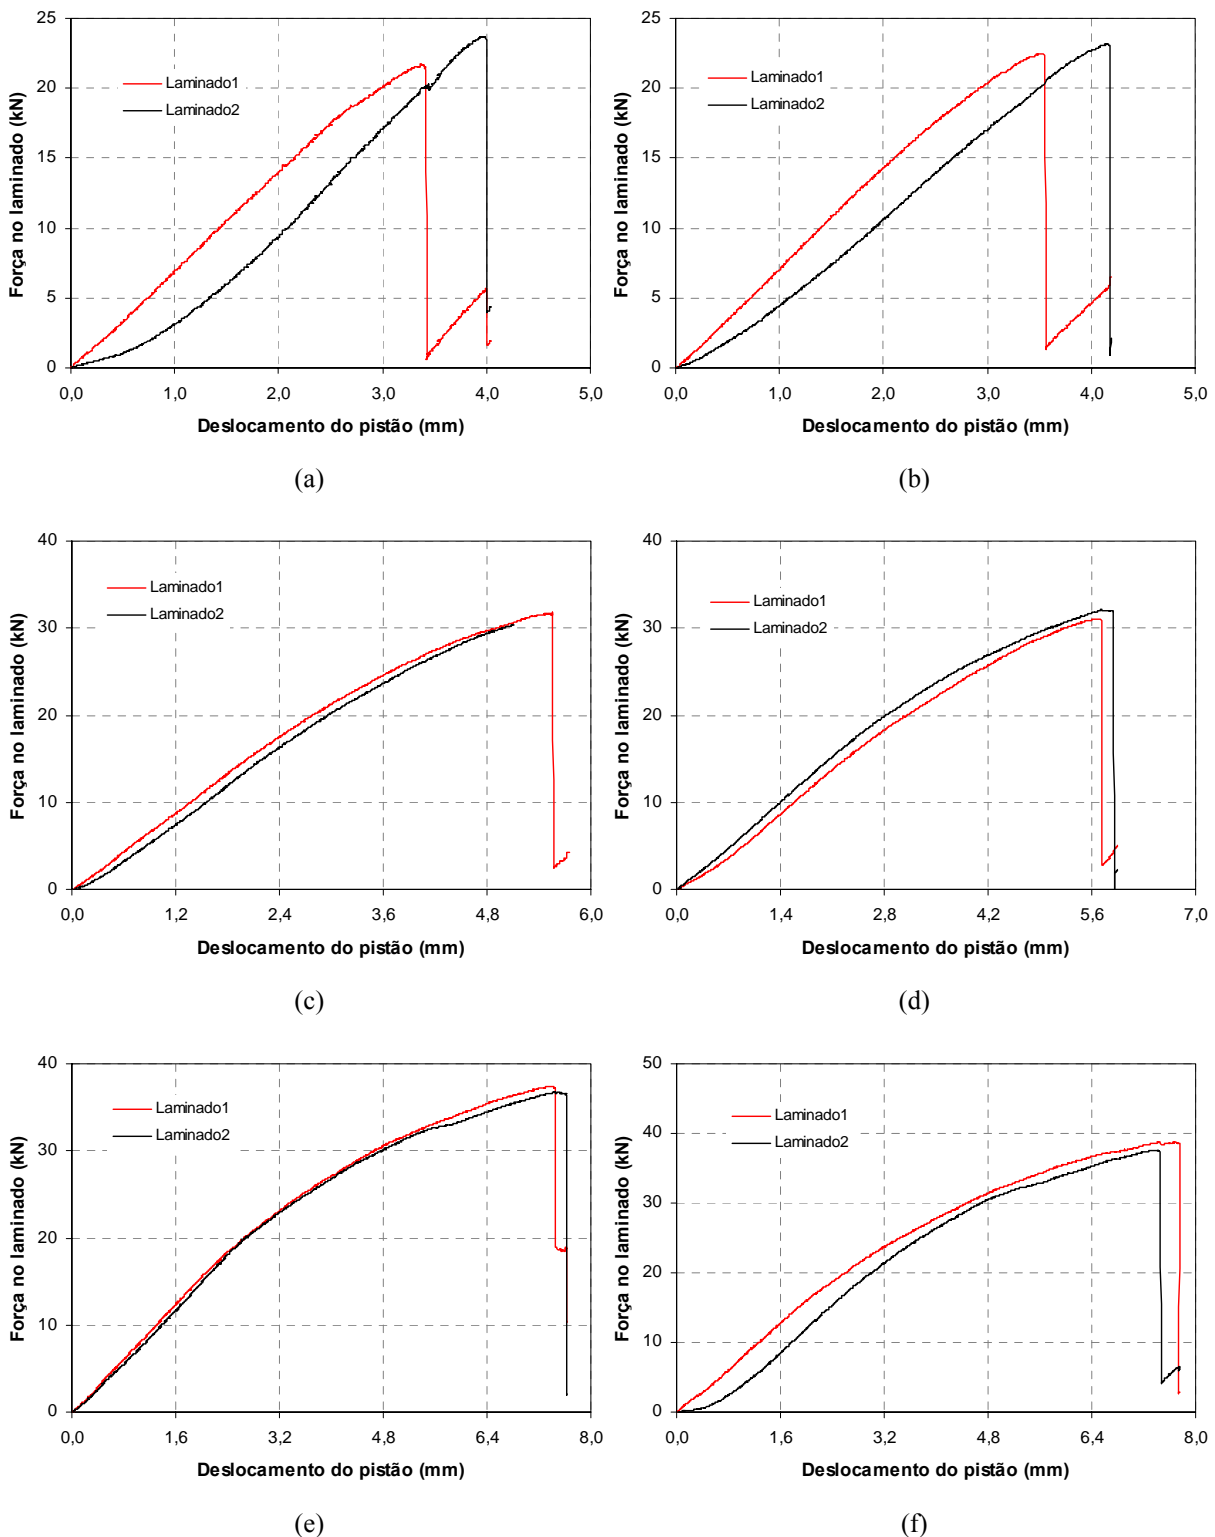 25
20
15
10
5
0
Força no laminado (kN)
Laminado1
Laminado2
0,0 1,0 2,0 3,0 4,0 5,0
Deslocamento do pistão (mm)
(a)
25
20
15
10
5
0
Força no laminado (kN)
Laminado1
Laminado2
0,0 1,0 2,0 3,0 4,0 5,0
Deslocamento do pistão (mm)
(b)
40
30
20
10
0
Força no laminado (kN)
Laminado1
Laminado2
0,0 1,2 2,4 3,6 4,8 6,0
Deslocamento do pistão (mm)
(c)
40
30
20
10
0
Força no laminado (kN)
Laminado1
Laminado2
0,0 1,4 2,8 4,2 5,6 7,0
Deslocamento do pistão (mm)
(d)
40
30
20
10
0
Força no laminado (kN)
Laminado1
Laminado2
0,0 1,6 3,2 4,8 6,4 8,0
Deslocamento do pistão (mm)
(e)
50
40
30
20
10
0
Força no laminado (kN)
Laminado1
Laminado2
0,0 1,6 3,2 4,8 6,4 8,0
Deslocamento do pistão (mm)
(f)